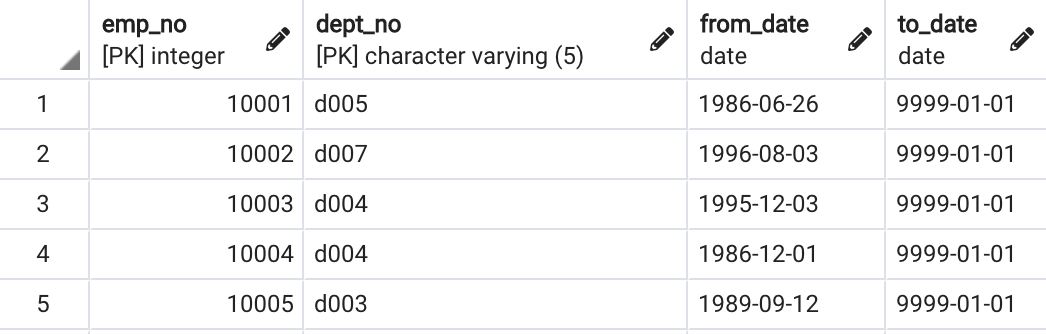 emp_no dept_no from_date to_date
[PK] integer [PK] character varying (5) date date
1 10001 d005 1986-06-26 9999-01-01
2 10002 d007 1996-08-03 9999-01-01
3 10003 d004 1995-12-03 9999-01-01
4 10004 d004 1986-12-01 9999-01-01
5 10005 d003 1989-09-12 9999-01-01